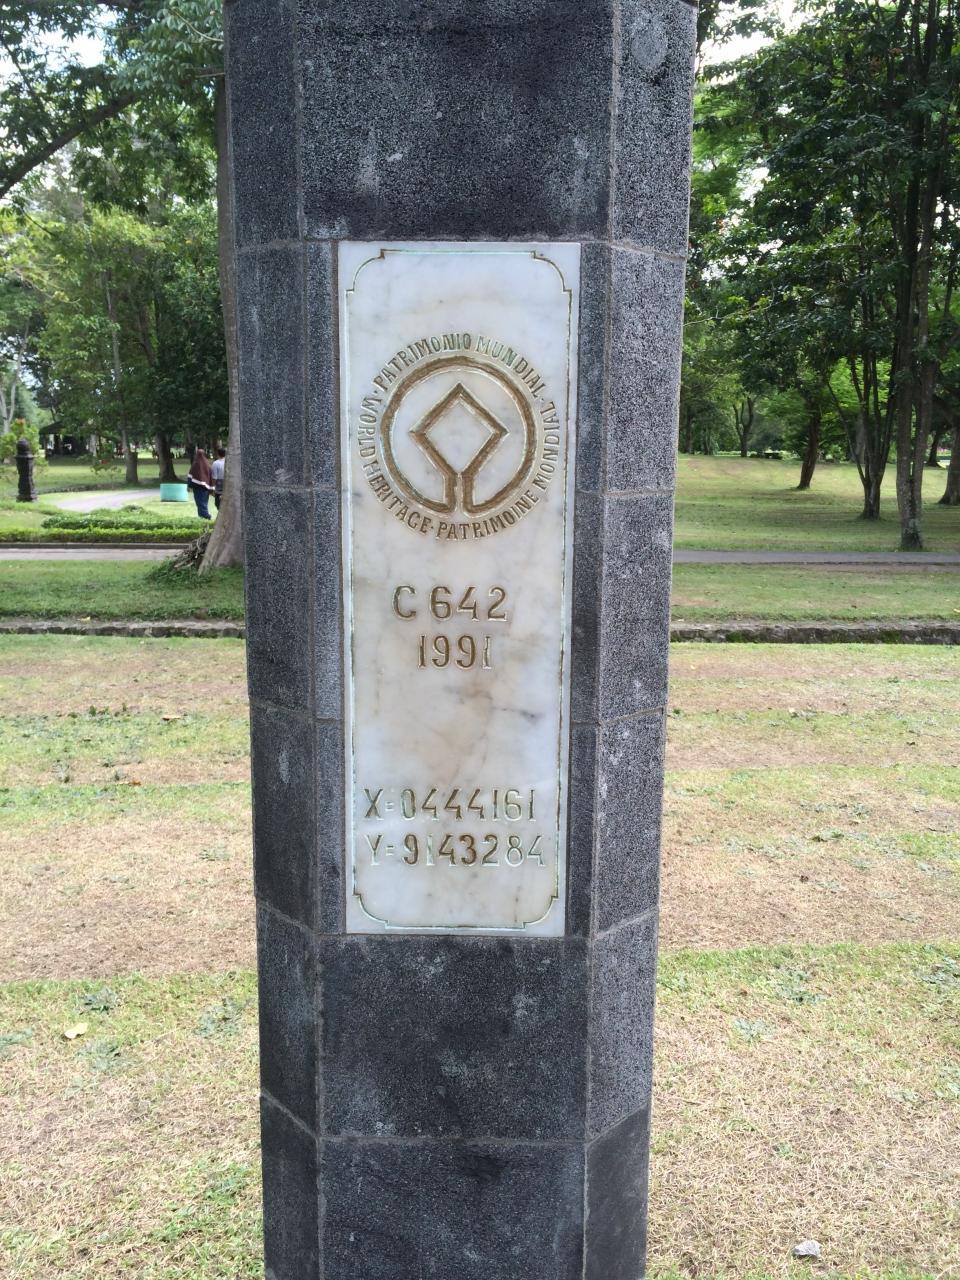 WORLD HERITAGE · PATRIMONIO MUNDIAL · PATRIMOINE MONDIAL
C 642
1991
X=0444161
Y=9143284